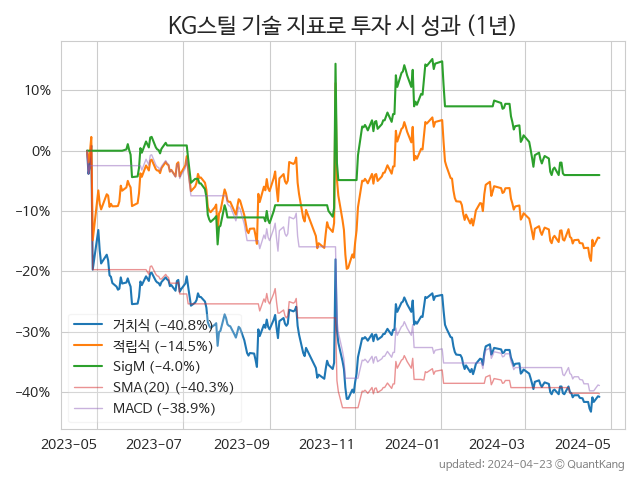 KG스틸 기술 지표로 투자 시 성과 (1년)
10%
0%
−10%
−20%
−30%
−40%
거치식 (−40.8%)
적립식 (−14.5%)
SigM (−4.0%)
SMA(20) (−40.3%)
MACD (−38.9%)
2023-05 2023-07 2023-09 2023-11 2024-01 2024-03 2024-05
updated: 2024-04-23 © QuantKang